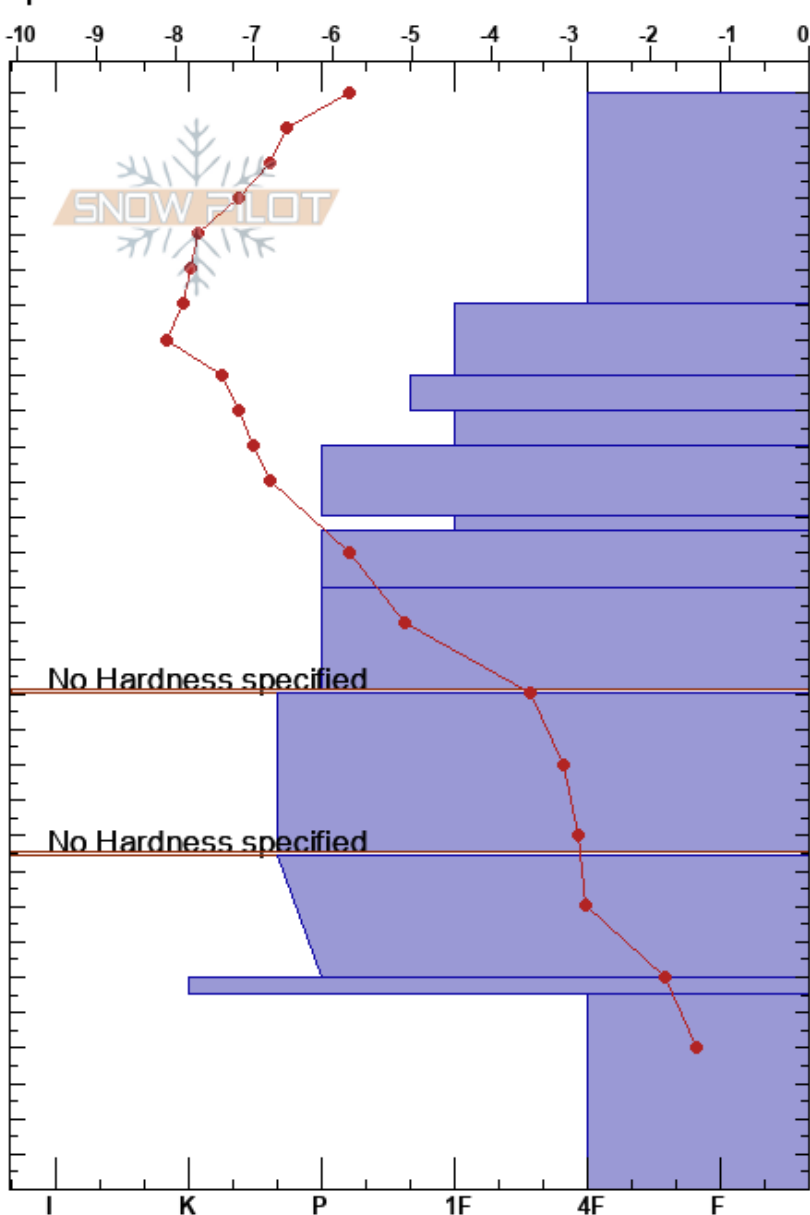 -10 -9 -8 -7 -6 -5 -4 -3 -2 -1 0
SNOW PILOT
No Hardness specified
No Hardness specified
I K P 1F 4F F